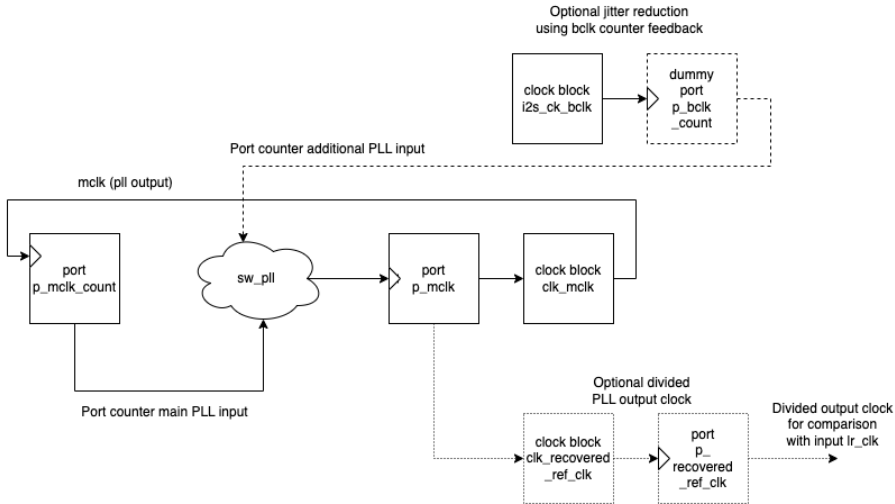 Optional jitter reduction
using bclk counter feedback
clock block
i2s_ck_bclk
dummy
port
p_bclk
_count
Port counter additional PLL input
mclk (pll output)
port
p_mclk_count
sw_pll
port
p_mclk
clock block
clk_mclk
Port counter main PLL input
Optional divided
PLL output clock
clock block
clk_recovered
_ref_clk
port
p_
recovered
_ref_clk
Divided output clock
for comparison
with input lr_clk